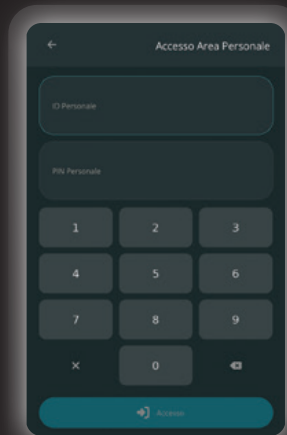 Accesso Area Personale
ID Personale
PIN Personale
1 2 3
4 5 6
7 8 9
× 0
Accesso